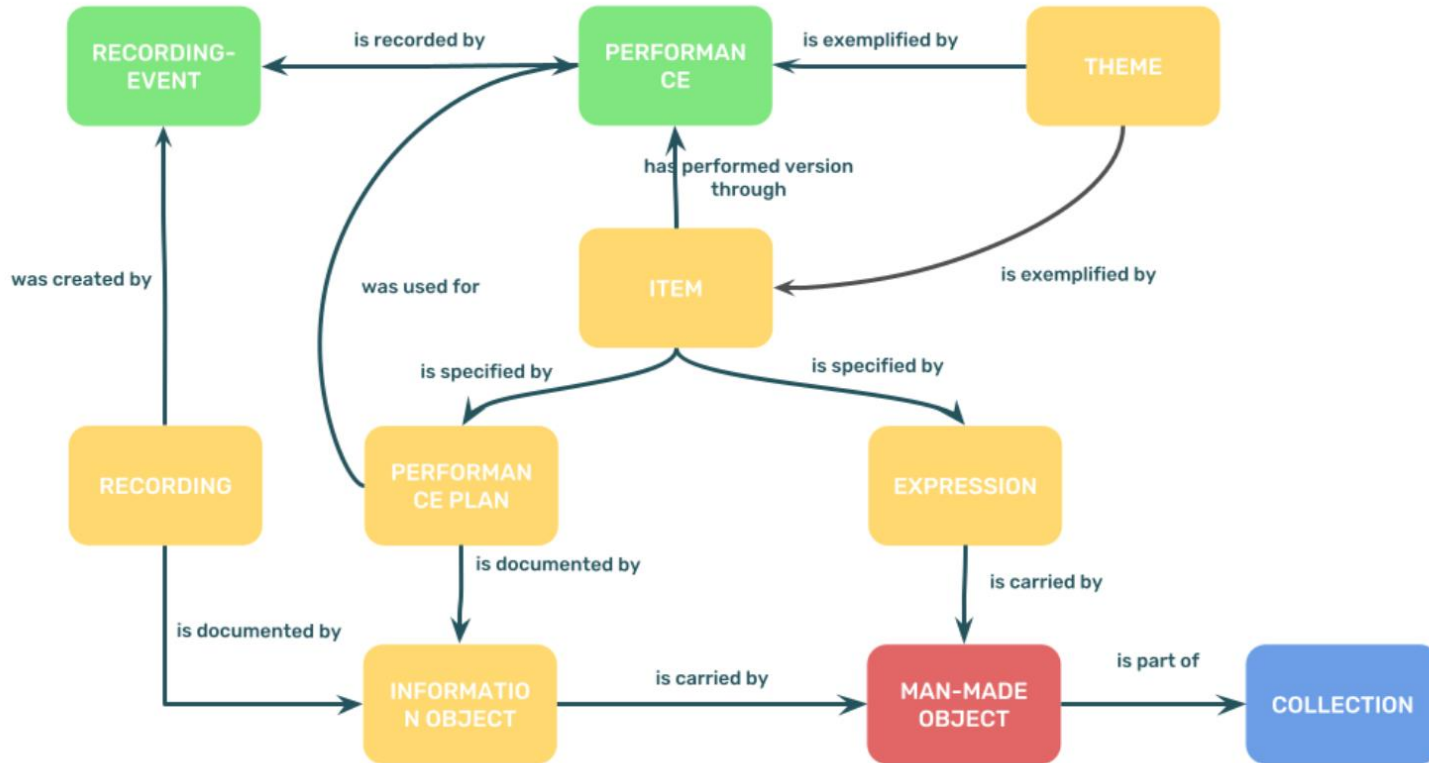 is recorded by
is exemplified by
RECORDING-
EVENT
PERFORMAN
CE
THEME
has performed version
through
was created by
was used for
ITEM
is exemplified by
is specified by
is specified by
RECORDING
PERFORMAN
CE PLAN
EXPRESSION
is documented by
is carried by
is documented by
INFORMATIO
N OBJECT
is carried by
MAN-MADE
OBJECT
is part of
COLLECTION